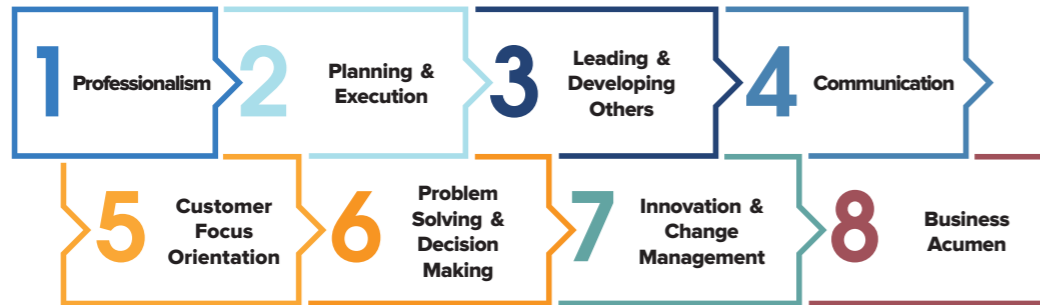 1
Professionalism
2
Planning &
Execution
3
Leading &
Developing
Others
4
Communication
5
Customer
Focus
Orientation
6
Problem
Solving &
Decision
Making
7
Innovation &
Change
Management
8
Business
Acumen